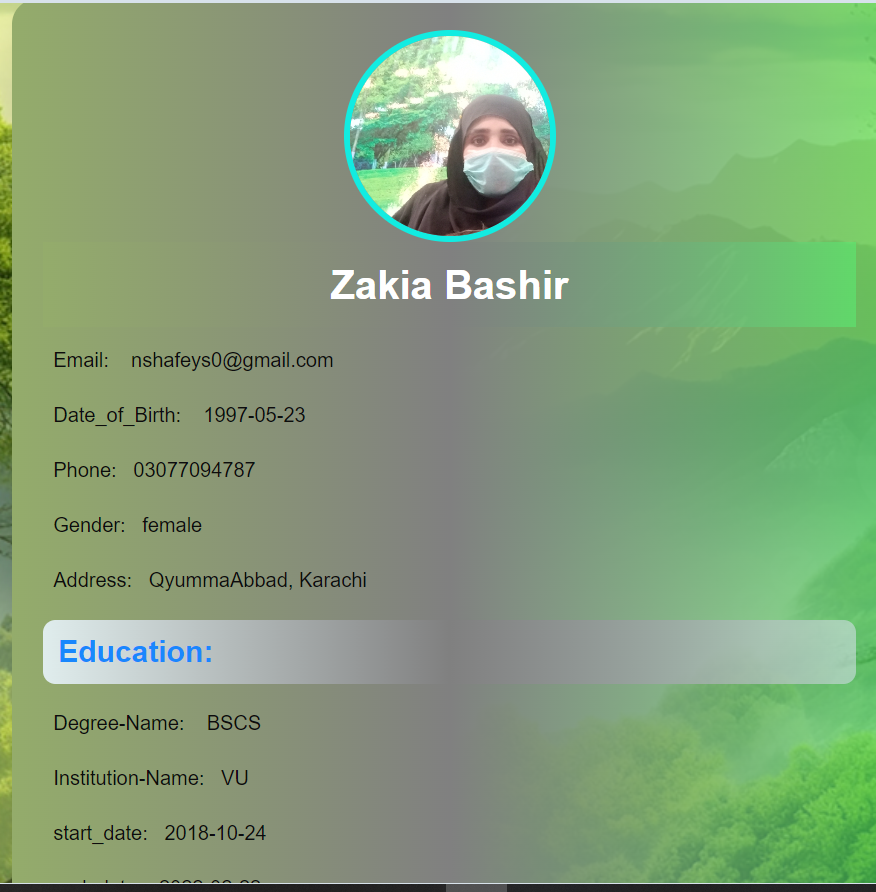 Zakia Bashir
Email: nshafeys0@gmail.com
Date_of_Birth: 1997-05-23
Phone: 03077094787
Gender: female
Address: QyummaAbbad, Karachi
Education:
Degree-Name: BSCS
Institution-Name: VU
start_date: 2018-10-24